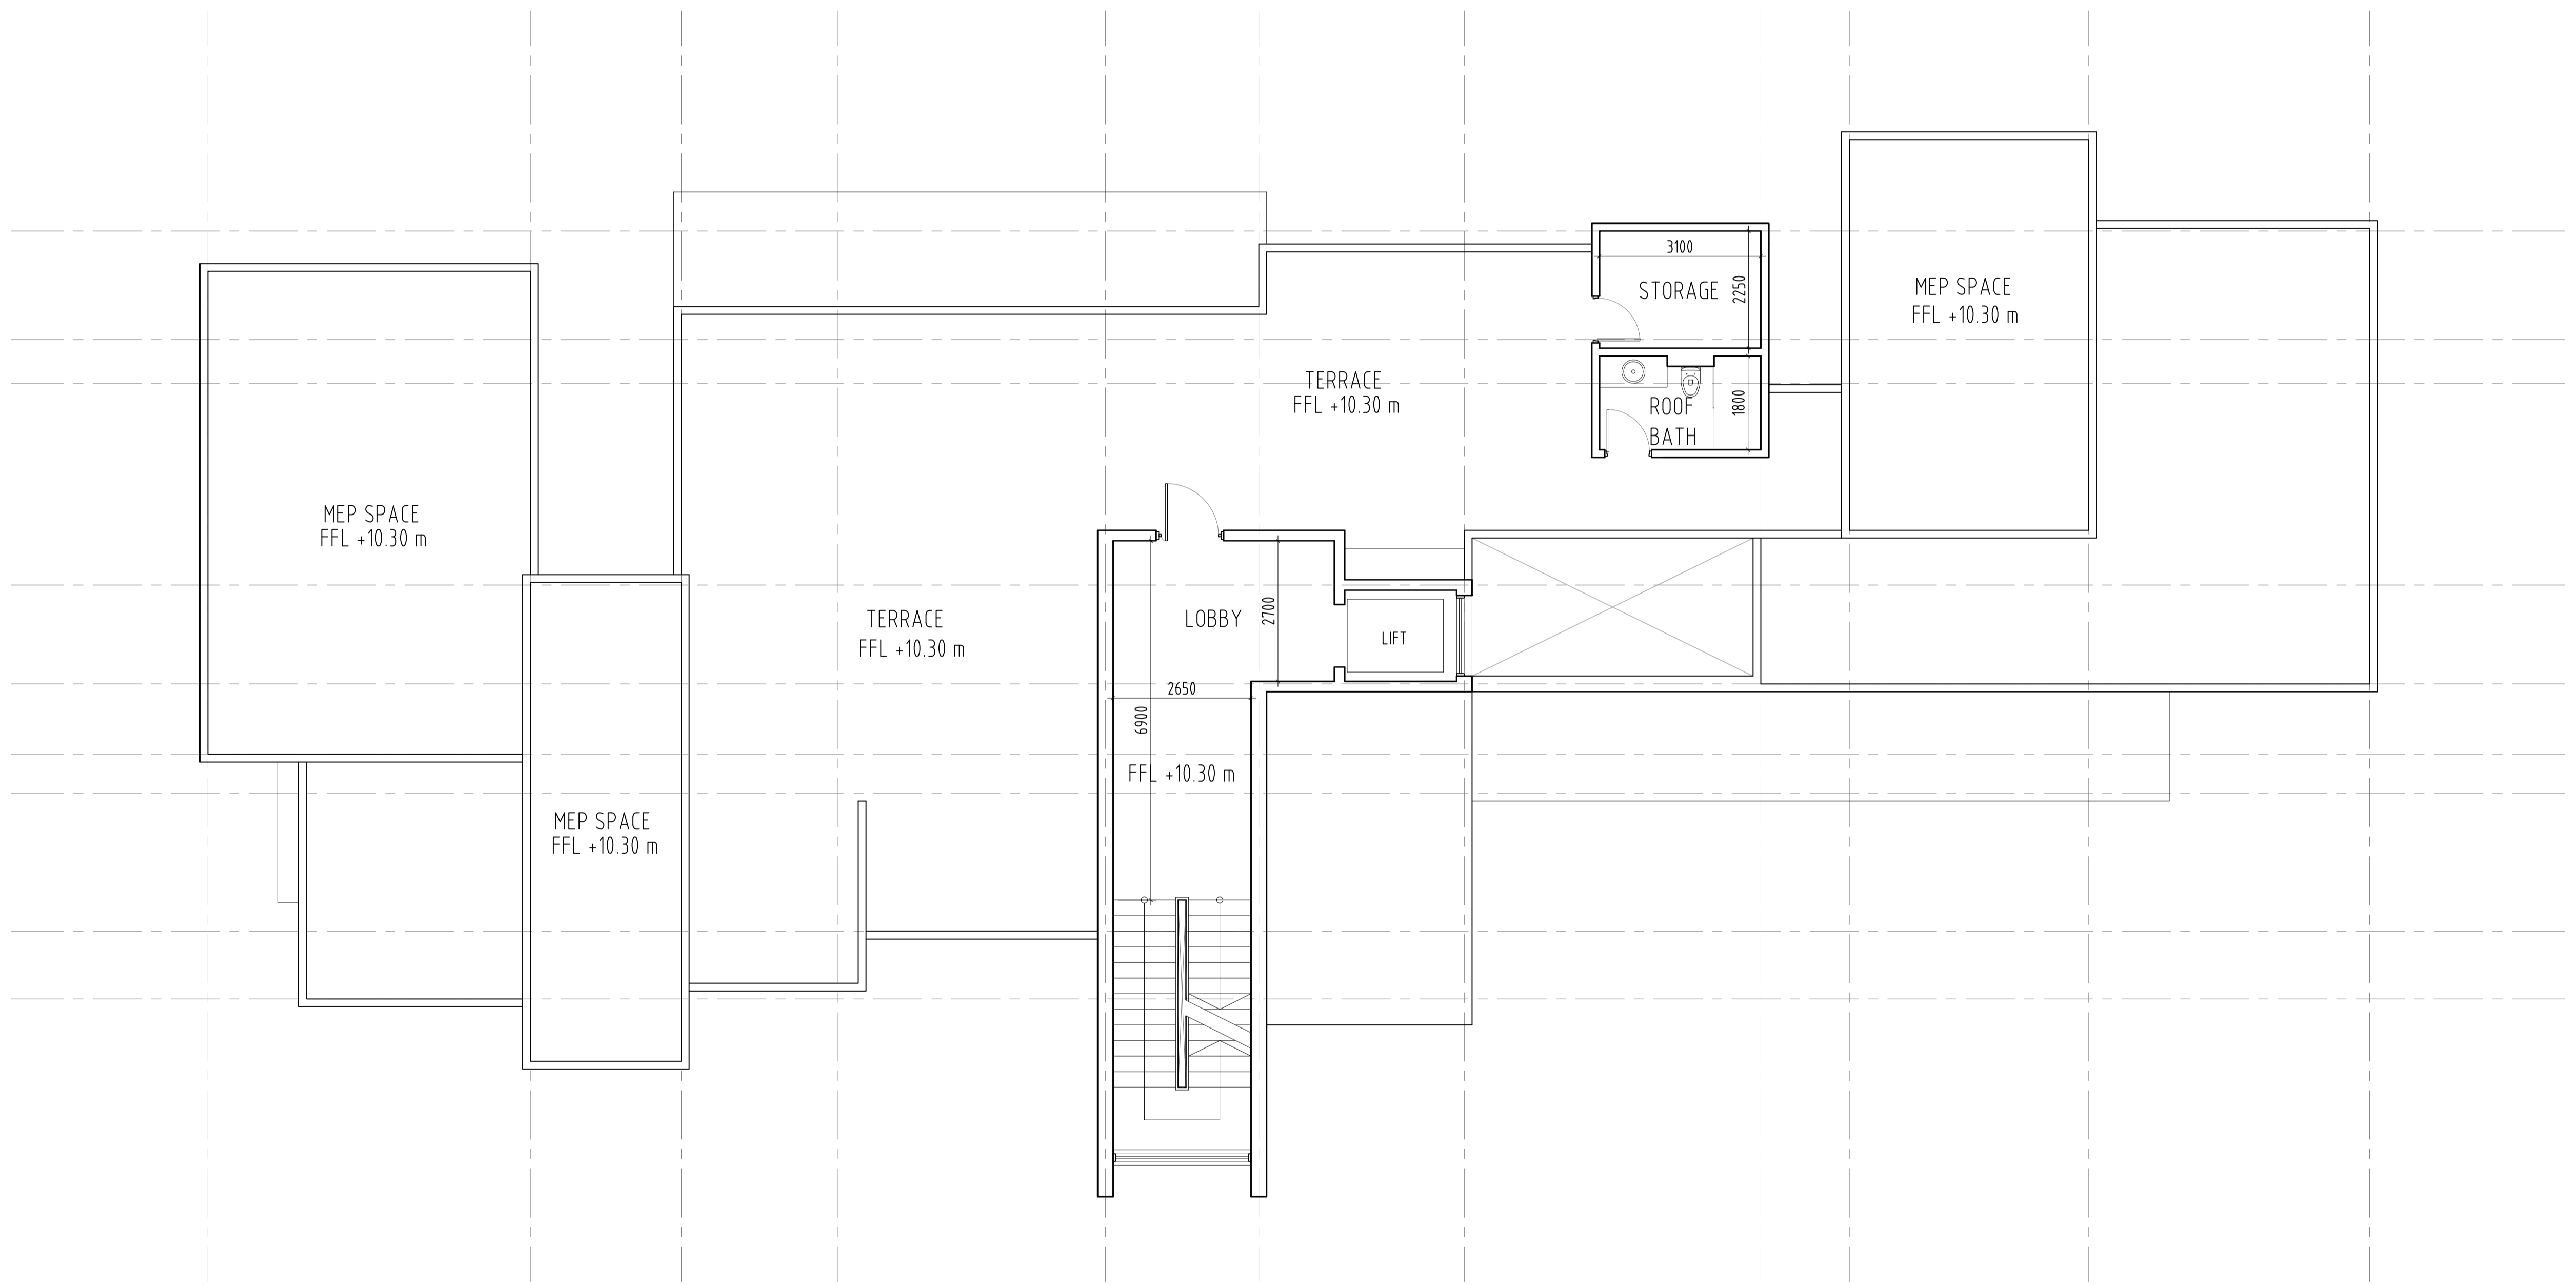 3100
STORAGE
2250
MEP SPACE
FFL +10.30 m
TERRACE
FFL +10.30 m
ROOF
BATH
1800
MEP SPACE
FFL +10.30 m
TERRACE
FFL +10.30 m
LOBBY
2700
LIFT
2650
6900
FFL +10.30 m
MEP SPACE
FFL +10.30 m